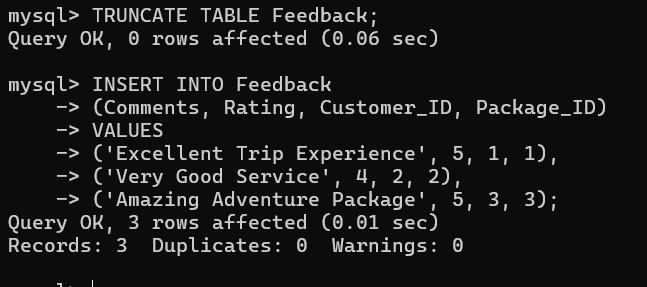 mysql> TRUNCATE TABLE Feedback;
Query OK, 0 rows affected (0.06 sec)
mysql> INSERT INTO Feedback
-> (Comments, Rating, Customer_ID, Package_ID)
-> VALUES
-> ('Excellent Trip Experience', 5, 1, 1),
-> ('Very Good Service', 4, 2, 2),
-> ('Amazing Adventure Package', 5, 3, 3);
Query OK, 3 rows affected (0.01 sec)
Records: 3  Duplicates: 0  Warnings: 0